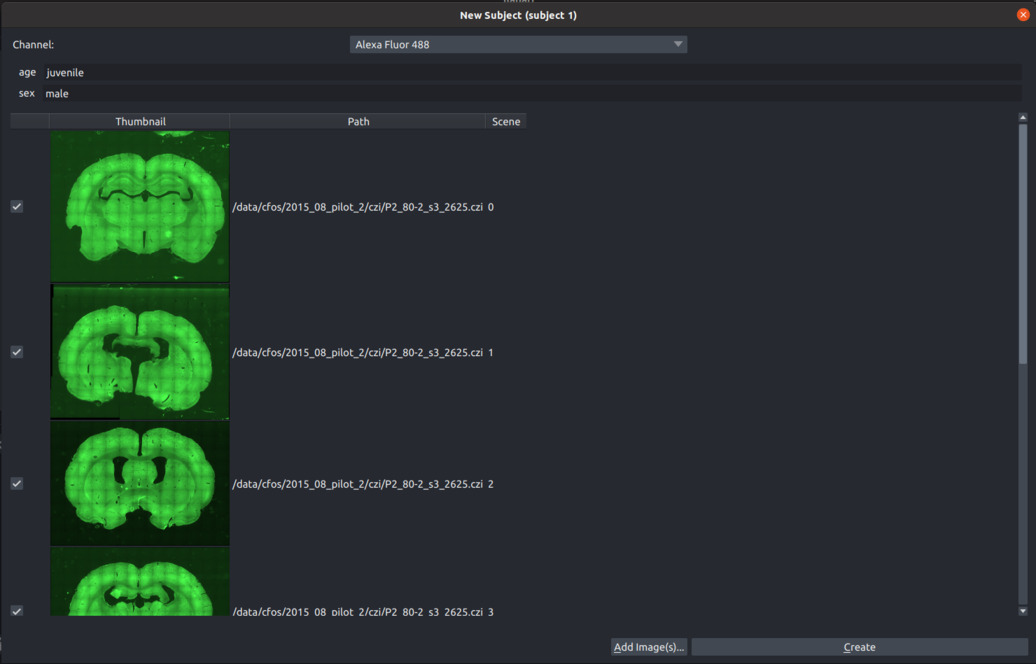 New Subject (subject 1)
Channel: Alexa Fluor 488
age juvenile
sex male
Thumbnail Path Scene
/data/cfos/2015_08_pilot_2/czi/P2_80-2_s3_2625.czi 0
/data/cfos/2015_08_pilot_2/czi/P2_80-2_s3_2625.czi 1
/data/cfos/2015_08_pilot_2/czi/P2_80-2_s3_2625.czi 2
/data/cfos/2015_08_pilot_2/czi/P2_80-2_s3_2625.czi 3
Add Image(s)... Create